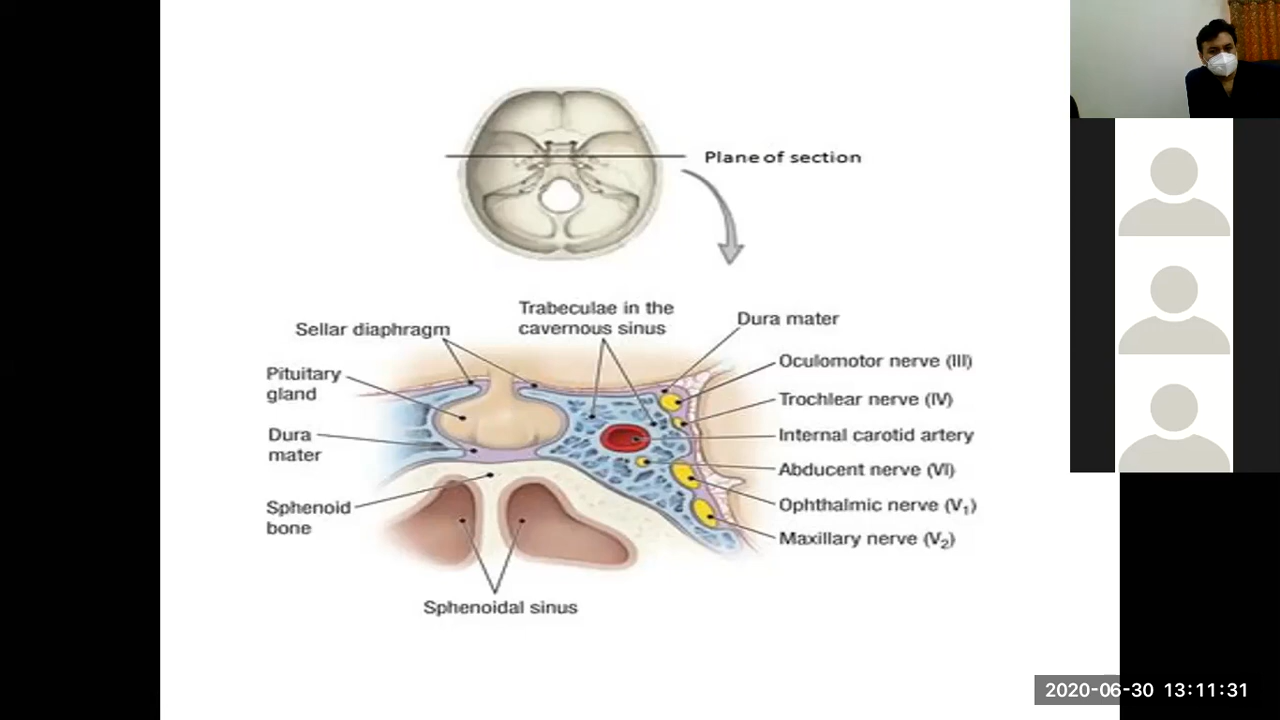 Plane of section
Trabeculae in the
cavernous sinus
Sellar diaphragm
Dura mater
Pituitary
gland
Oculomotor nerve (III)
Trochlear nerve (IV)
Dura
mater
Internal carotid artery
Abducent nerve (VI)
Sphenoid
bone
Ophthalmic nerve (V₁)
Maxillary nerve (V₂)
Sphenoidal sinus
2020-06-30 13:11:31